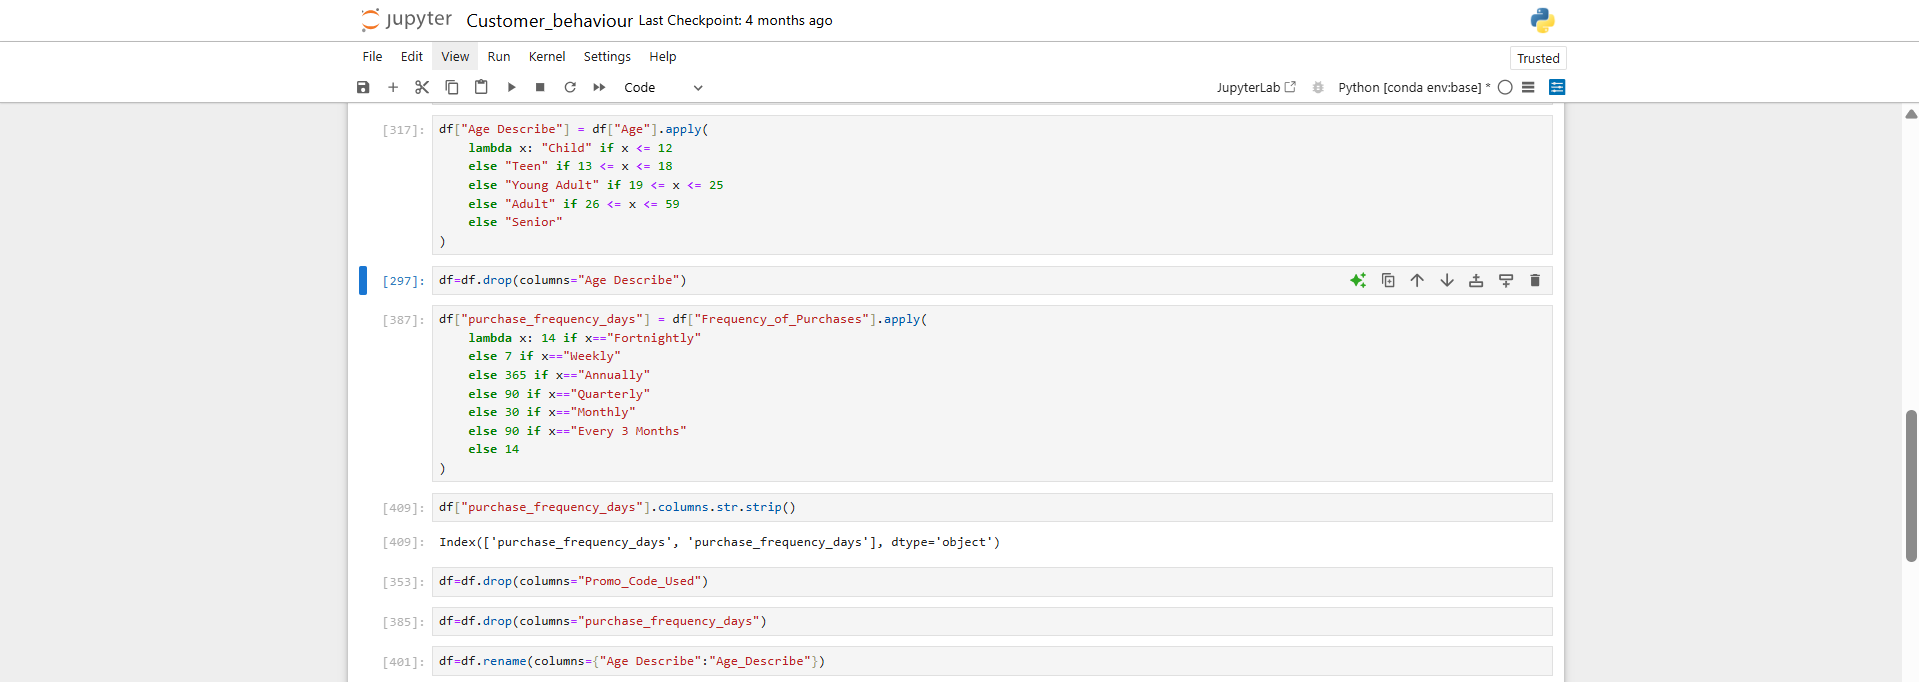 jupyter Customer_behaviour Last Checkpoint: 4 months ago
File Edit View Run Kernel Settings Help
Trusted
Code
JupyterLab
Python [conda env:base] *
[317]:
df["Age Describe"] = df["Age"].apply(
    lambda x: "Child" if x <= 12
    else "Teen" if 13 <= x <= 18
    else "Young Adult" if 19 <= x <= 25
    else "Adult" if 26 <= x <= 59
    else "Senior"
)
[297]:
df=df.drop(columns="Age Describe")
[387]:
df["purchase_frequency_days"] = df["Frequency_of_Purchases"].apply(
    lambda x: 14 if x=="Fortnightly"
    else 7 if x=="Weekly"
    else 365 if x=="Annually"
    else 90 if x=="Quarterly"
    else 30 if x=="Monthly"
    else 90 if x=="Every 3 Months"
    else 14
)
[409]:
df["purchase_frequency_days"].columns.str.strip()
[409]:
Index(['purchase_frequency_days', 'purchase_frequency_days'], dtype='object')
[353]:
df=df.drop(columns="Promo_Code_Used")
[385]:
df=df.drop(columns="purchase_frequency_days")
[401]:
df=df.rename(columns={"Age Describe":"Age_Describe"})